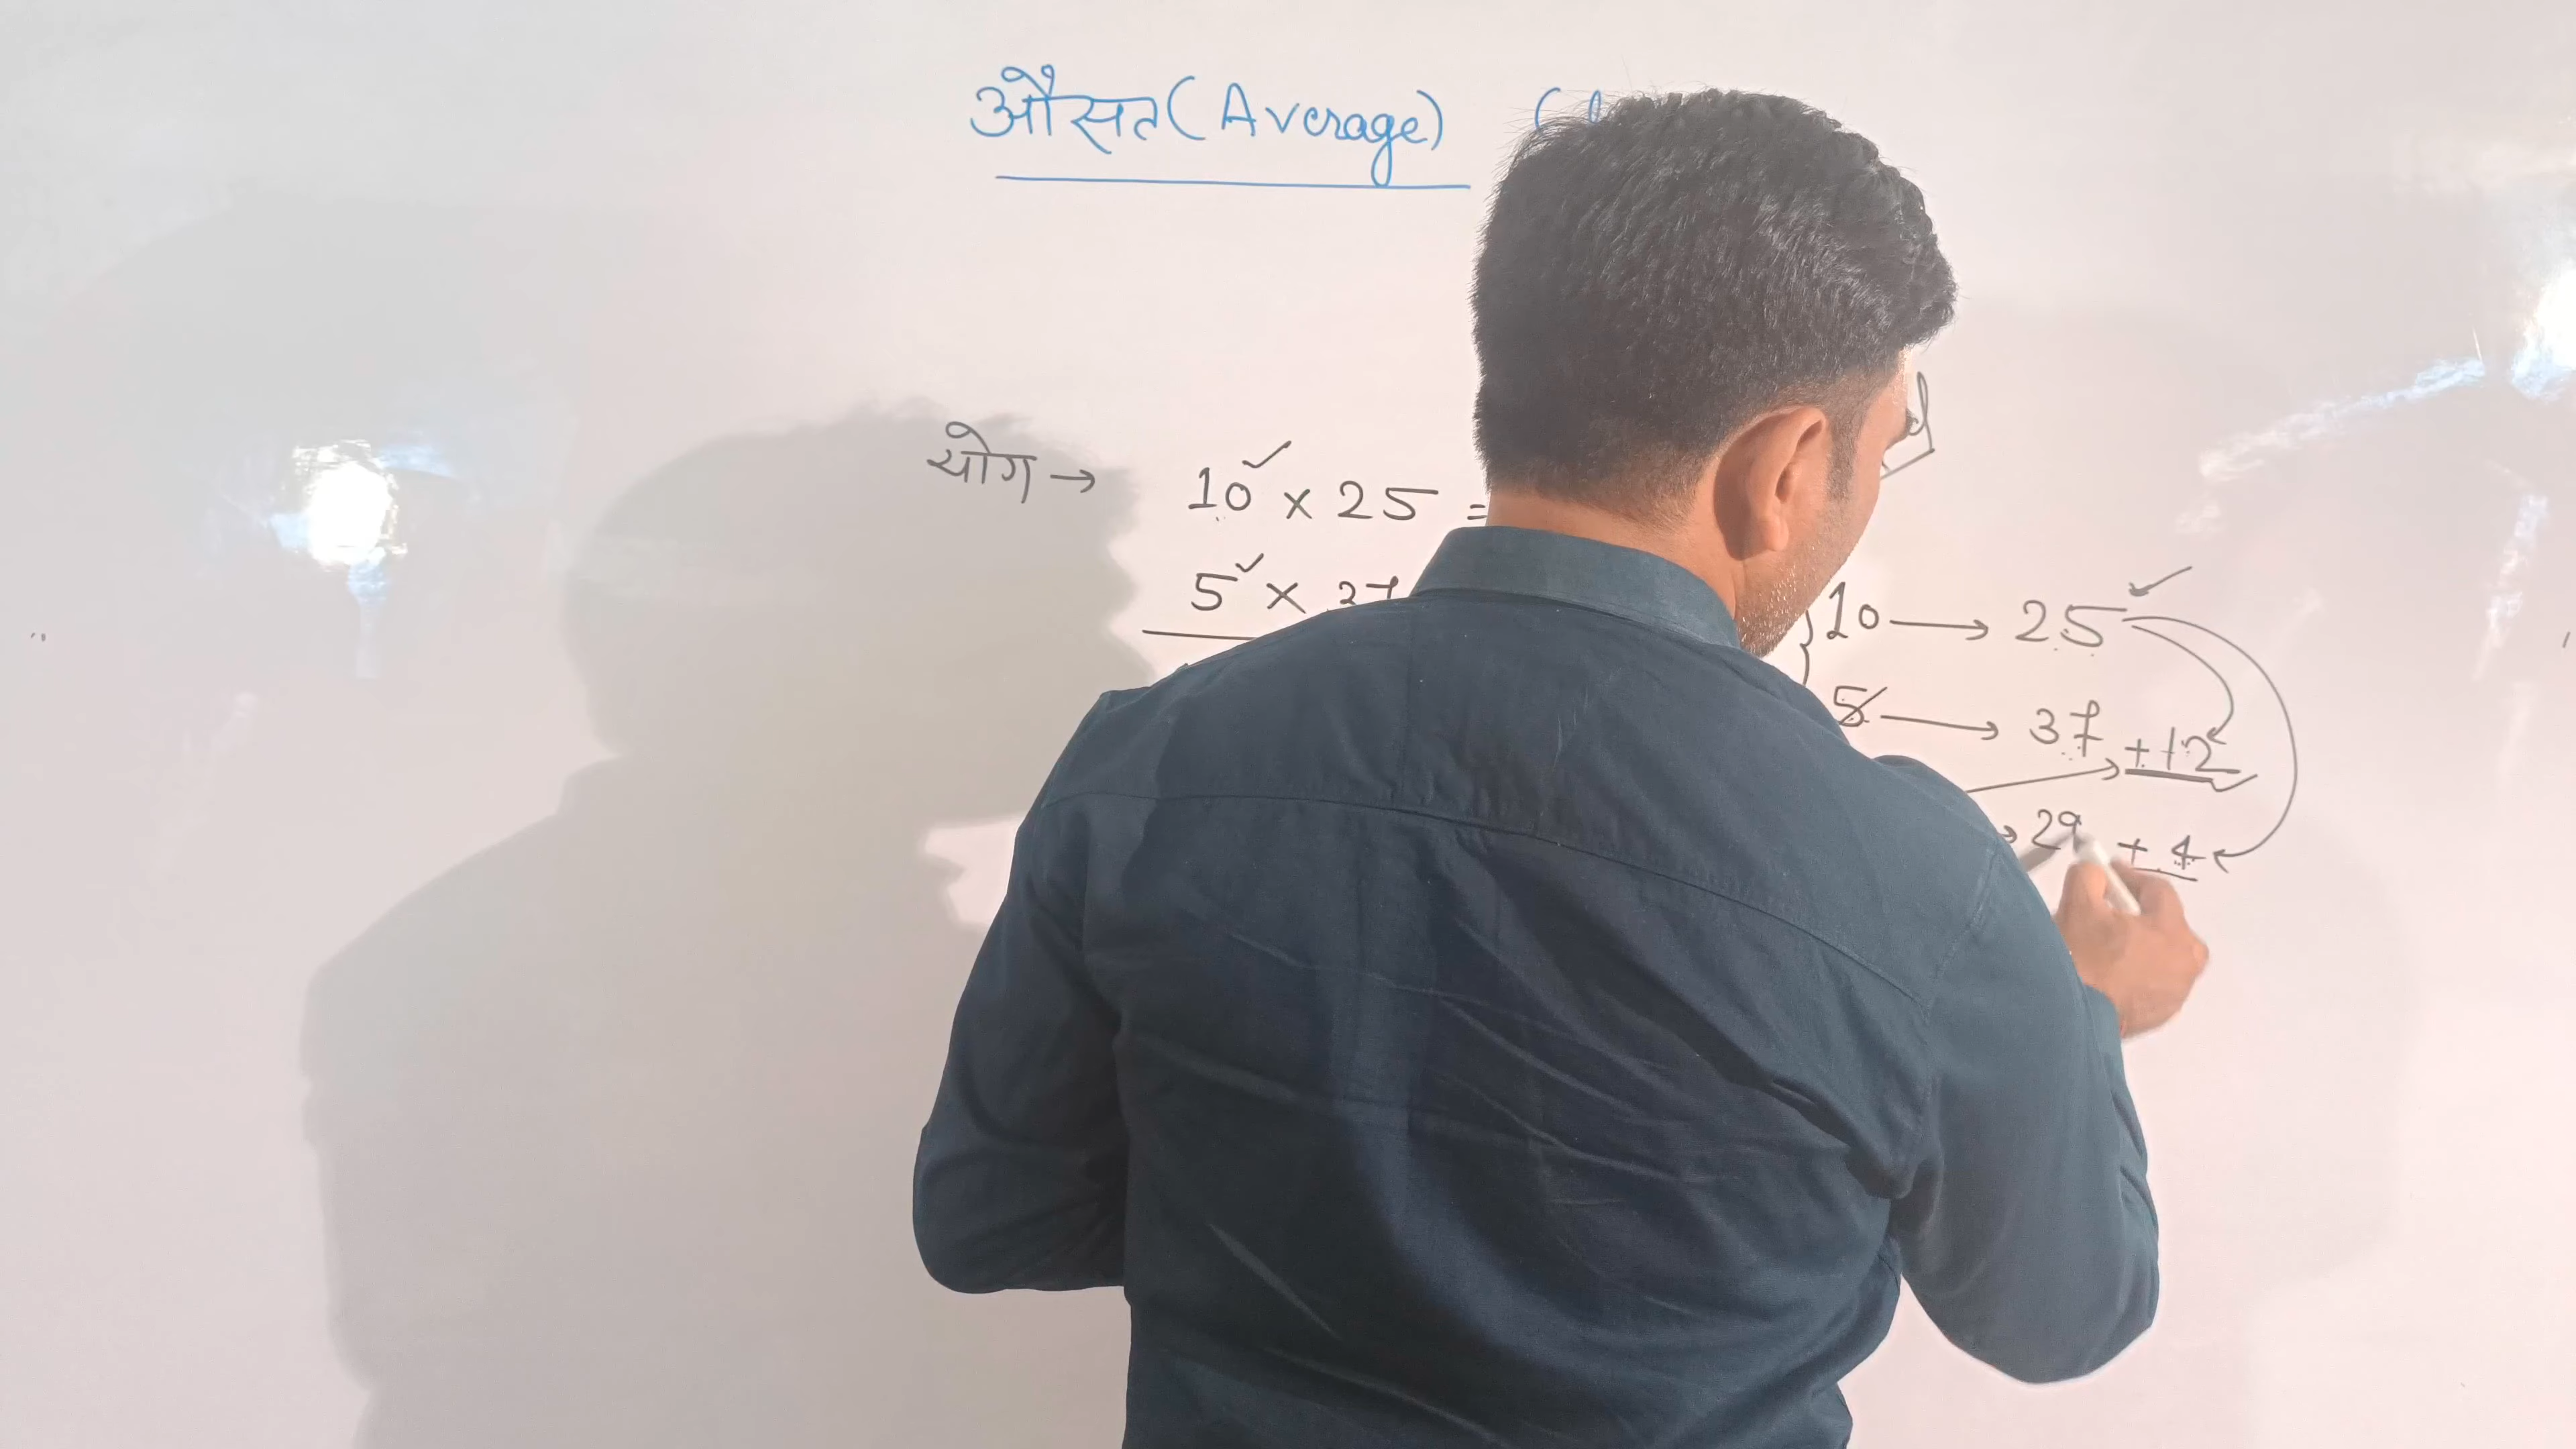 औसत (Average)
योग → 10 × 25 =
5 × 37
10 → 25
5 → 37 +12
→ 29 + 4